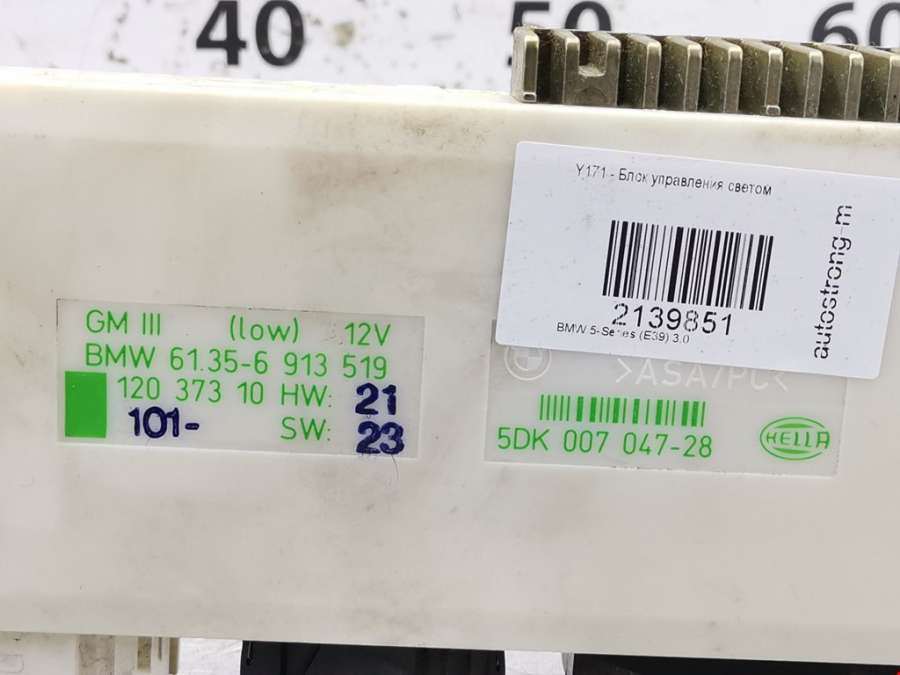 40 50 60
Y171 - Блок управления светом
2139851
BMW 5-Series (E39) 3.0
autostrong-m
GM III (low) 12V
BMW 61.35-6 913 519
120 373 10 HW: 21
101- SW: 23
>ASA/PC<
5DK 007 047-28
HELLA